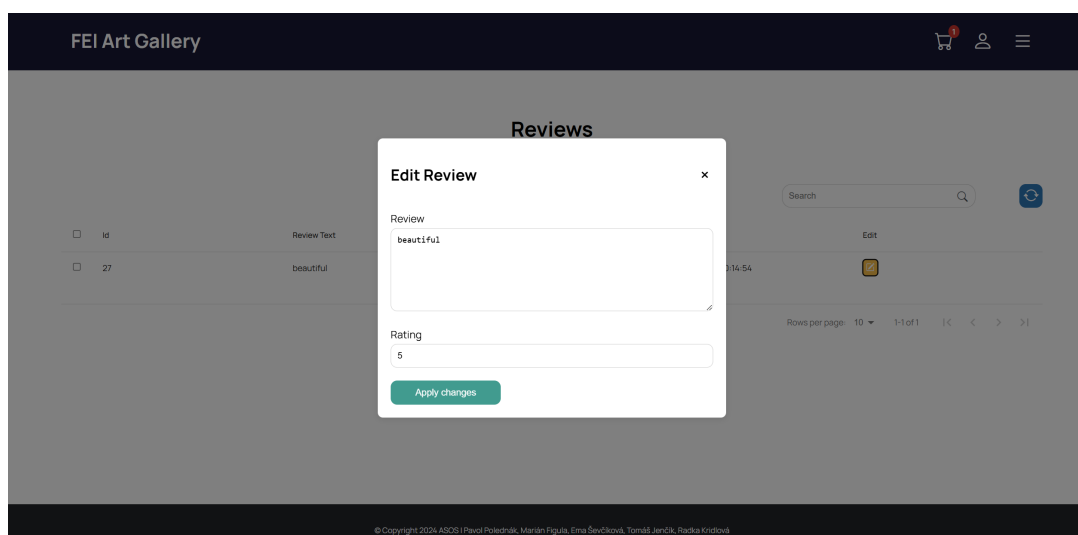 FEI Art Gallery
1
Reviews
Edit Review ×
Search
Review
Id Review Text Edit
beautiful
27 beautiful :14:54
Rows per page: 10 1-1 of 1
Rating
5
Apply changes
© Copyright 2024 ASOS | Pavol Polednák, Marián Figula, Ema Ševčíková, Tomáš Jenčík, Radka Kridlová